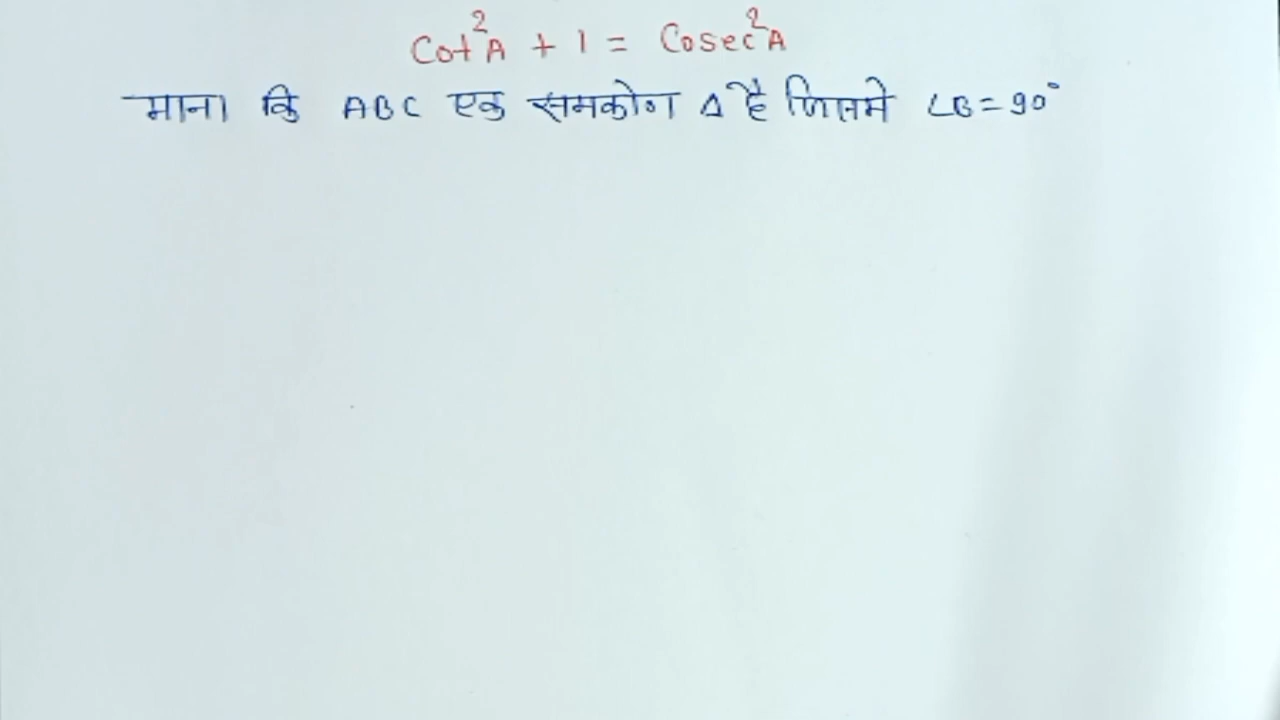 Cot²A + 1 = Cosec²A
माना कि ABC एक समकोण Δ है जिसमे ∠B = 90°